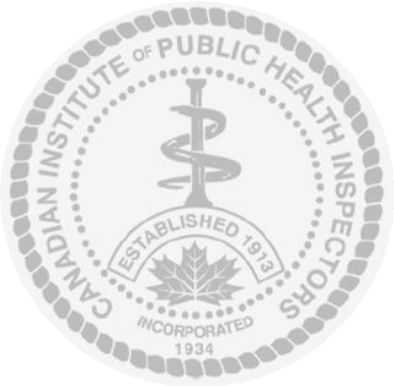 CANADIAN INSTITUTE OF PUBLIC HEALTH INSPECTORS
ESTABLISHED 1913
INCORPORATED
1934